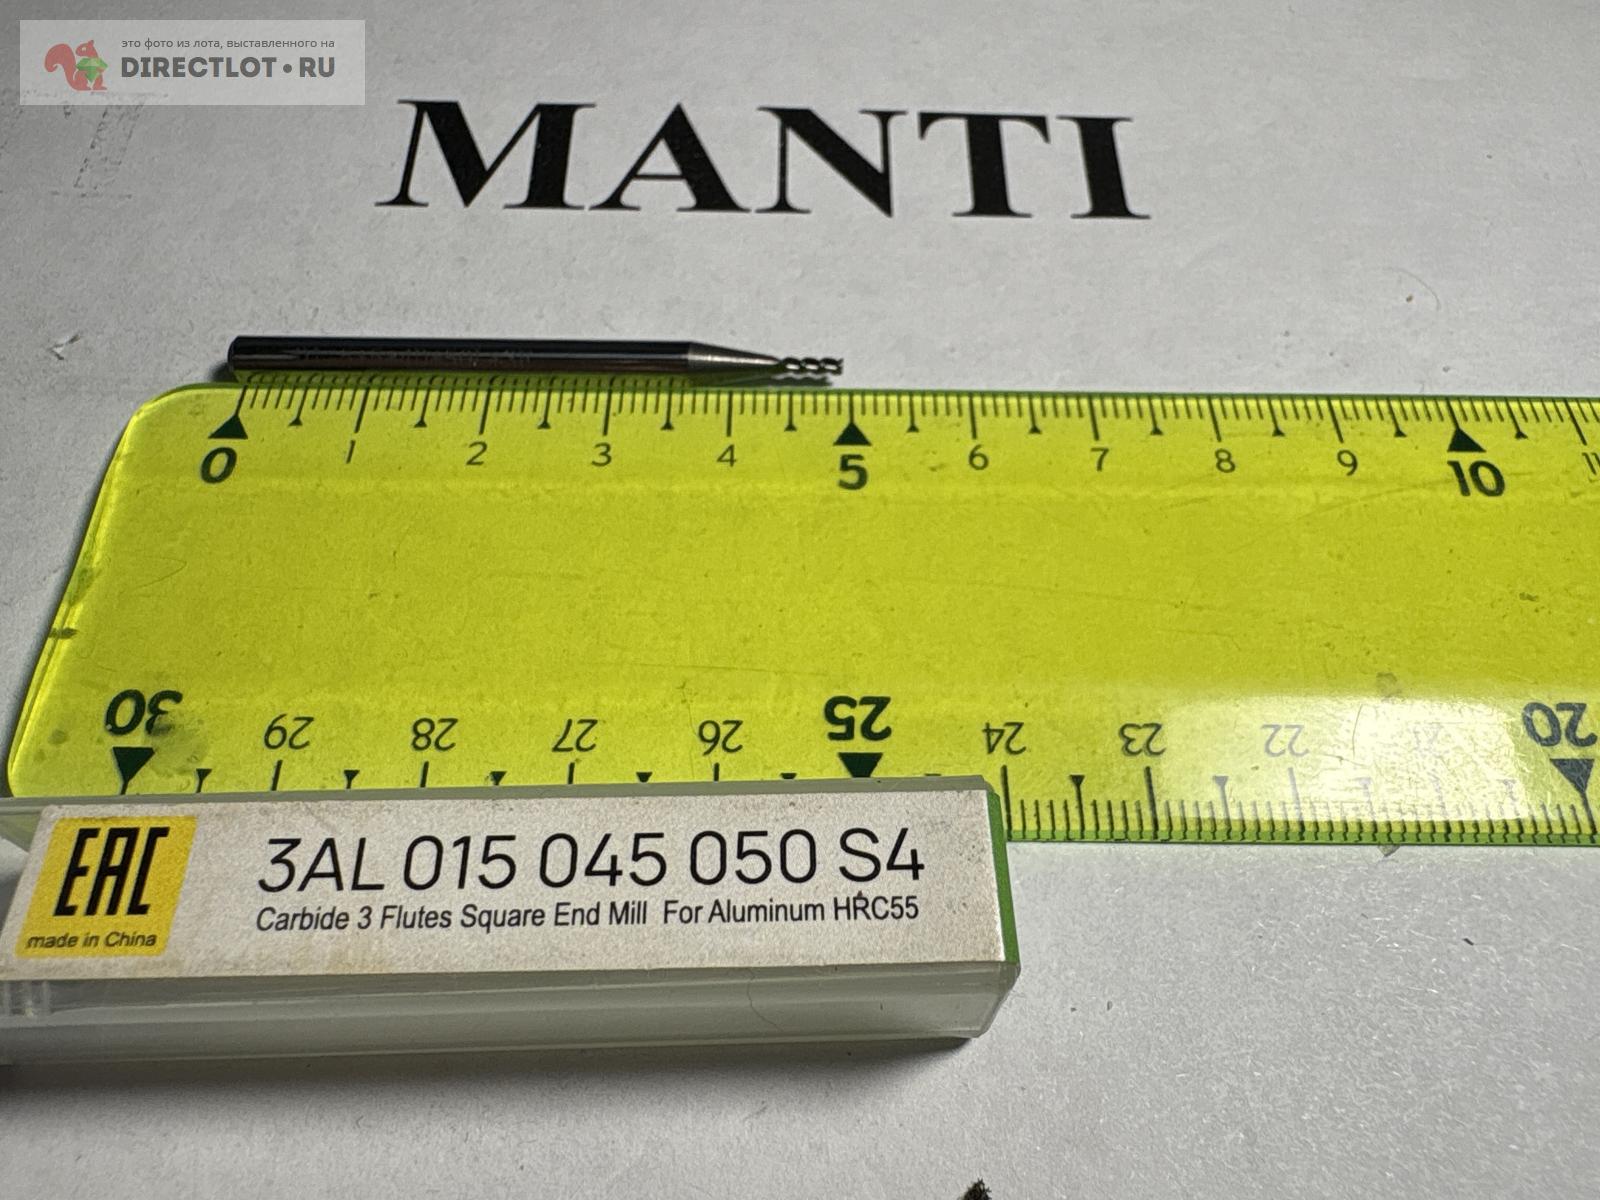 это фото из лота, выставленного на
DIRECTLOT•RU
MANTI
0 1 2 3 4 5 6 7 8 9 10 11
30 29 28 27 26 25 24 23 22 21 20
EAC
made in China
3AL 015 045 050 S4
Carbide 3 Flutes Square End Mill For Aluminum HRC55